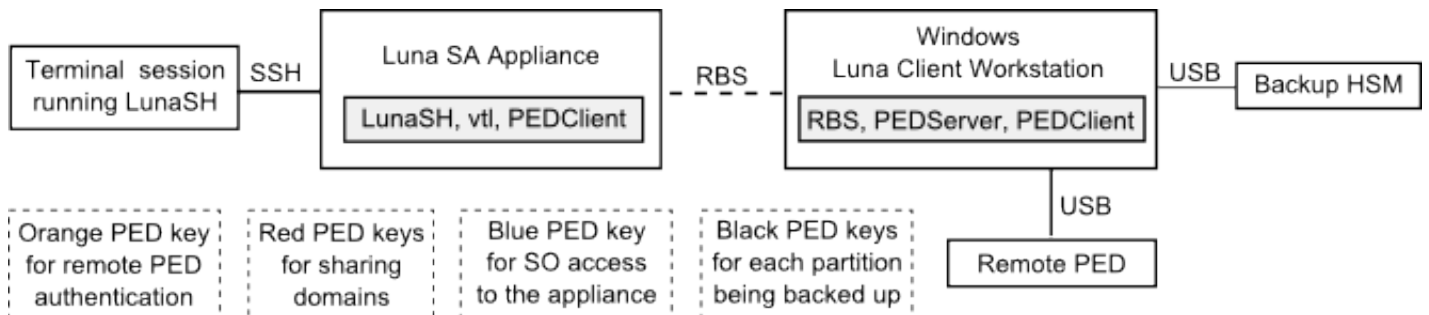 Terminal session
running LunaSH
SSH
Luna SA Appliance
LunaSH, vtl, PEDClient
RBS
Windows
Luna Client Workstation
RBS, PEDServer, PEDClient
USB
Backup HSM
USB
Remote PED
Orange PED key
for remote PED
authentication
Red PED keys
for sharing
domains
Blue PED key
for SO access
to the appliance
Black PED keys
for each partition
being backed up